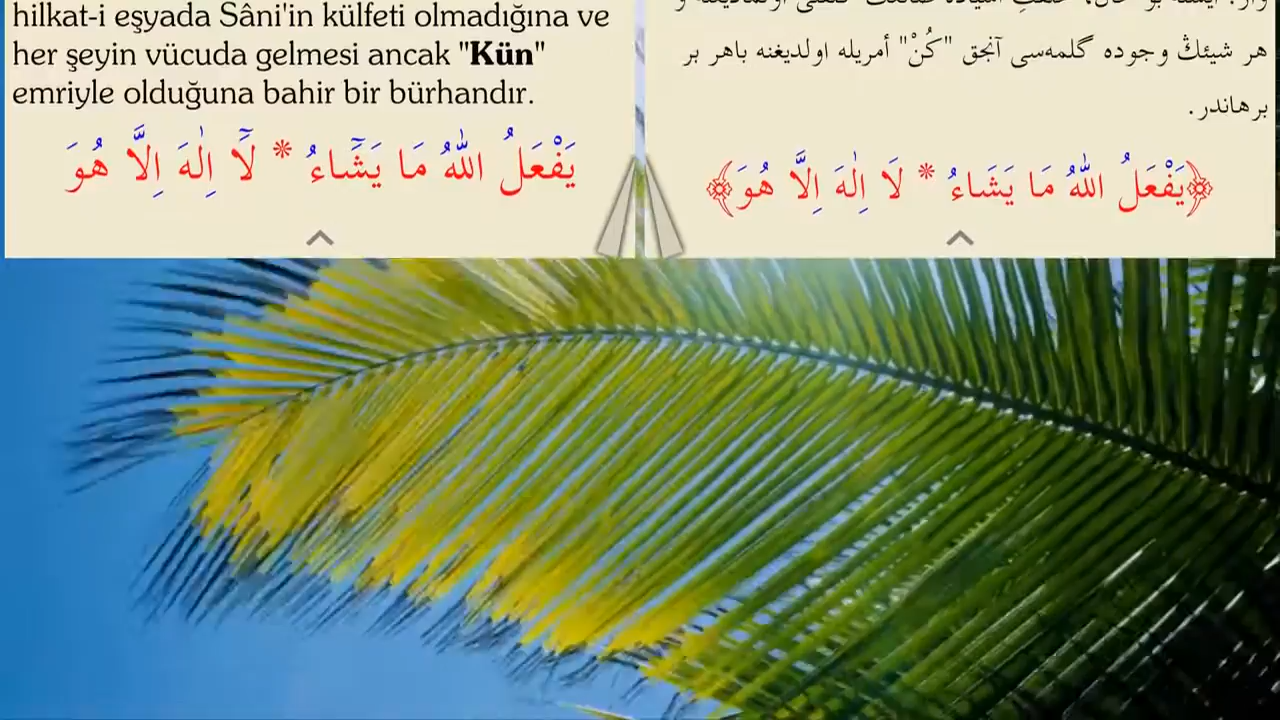 hilkat-i eşyada Sâni'in külfeti olmadığına ve
her şeyin vücuda gelmesi ancak "Kün"
emriyle olduğuna bahir bir bürhandır.
يَفْعَلُ اللّٰهُ مَا يَشَٓاءُ * لَٓا اِلٰهَ اِلَّا هُوَ
هر شيئڭ وجوده گلمه‌سى آنجق "كُنْ" أمريله اولديغنه باهر بر
برهاندر.
﴿يَفْعَلُ اللّٰهُ مَا يَشَاءُ * لَا اِلٰهَ اِلَّا هُوَ﴾